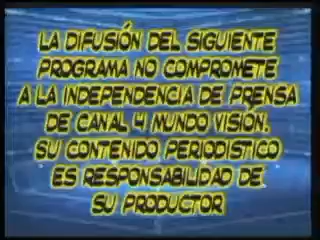 LA DIFUSIÓN DEL SIGUIENTE
PROGRAMA NO COMPROMETE
A LA INDEPENDENCIA DE PRENSA
DE CANAL 4 MUNDO VISIÓN.
SU CONTENIDO PERIODISTICO
ES RESPONSABILIDAD DE
SU PRODUCTOR